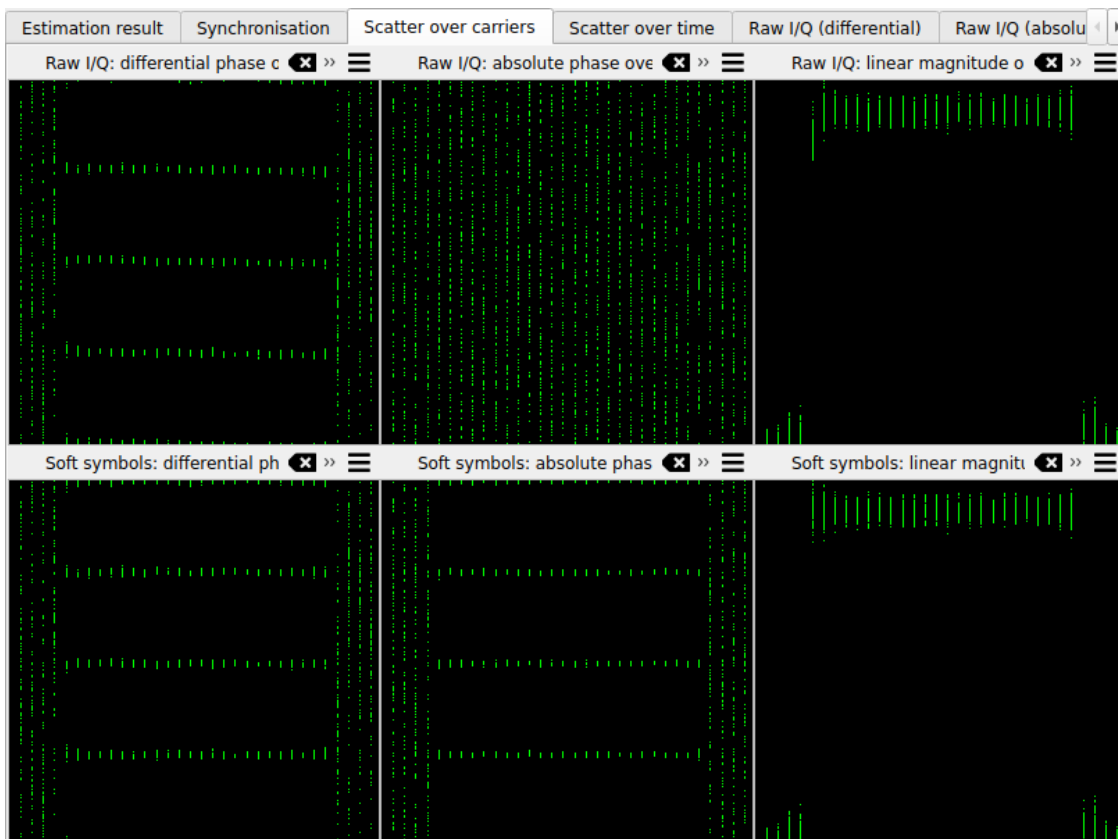 Estimation result Synchronisation Scatter over carriers Scatter over time Raw I/Q (differential) Raw I/Q (absolu
Raw I/Q: differential phase c » Raw I/Q: absolute phase ove » Raw I/Q: linear magnitude o »
Soft symbols: differential ph » Soft symbols: absolute phas » Soft symbols: linear magnitu »